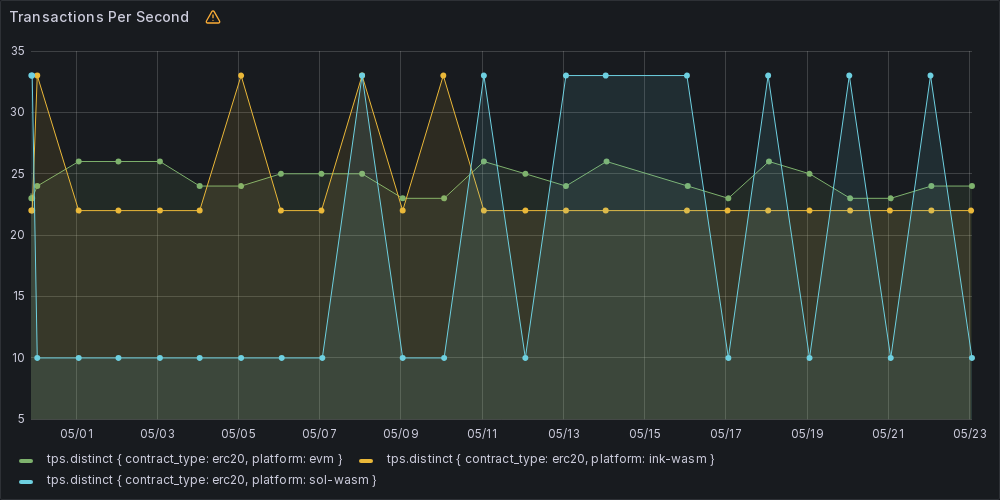 Transactions Per Second
35
30
25
20
15
10
5
05/01 05/03 05/05 05/07 05/09 05/11 05/13 05/15 05/17 05/19 05/21 05/23
tps.distinct { contract_type: erc20, platform: evm } tps.distinct { contract_type: erc20, platform: ink-wasm }
tps.distinct { contract_type: erc20, platform: sol-wasm }